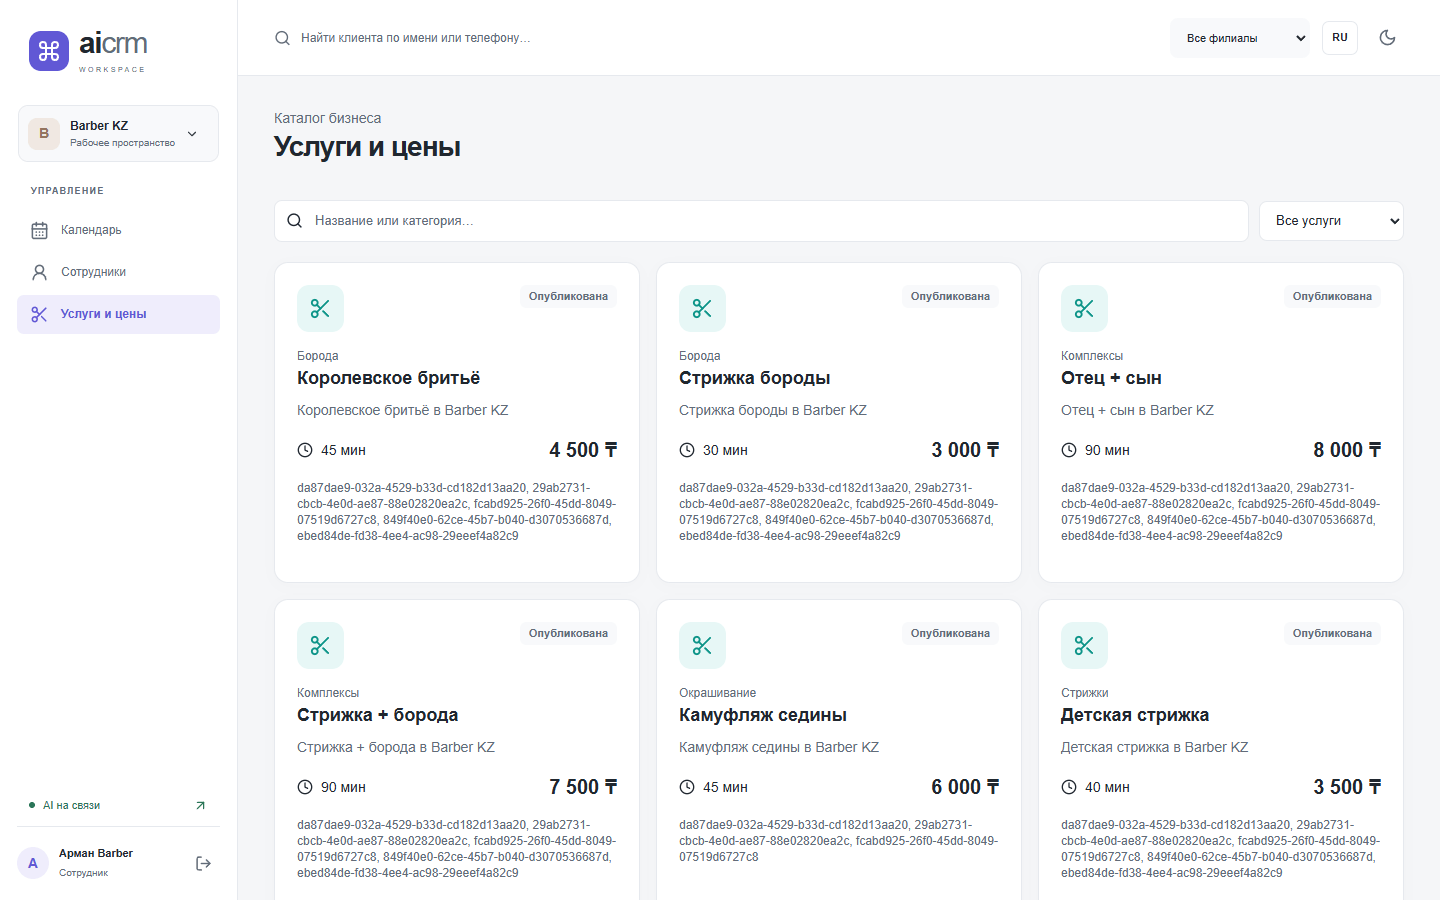 aicrm
WORKSPACE
B
Barber KZ
Рабочее пространство
УПРАВЛЕНИЕ
Календарь
Сотрудники
Услуги и цены
AI на связи
A
Арман Barber
Сотрудник
Найти клиента по имени или телефону...
Все филиалы
RU
Каталог бизнеса
Услуги и цены
Название или категория...
Все услуги
Опубликована
Борода
Королевское бритьё
Королевское бритьё в Barber KZ
45 мин
4 500 ₸
da87dae9-032a-4529-b33d-cd182d13aa20, 29ab2731-
cbcb-4e0d-ae87-88e02820ea2c, fcabd925-26f0-45dd-8049-
07519d6727c8, 849f40e0-62ce-45b7-b040-d3070536687d,
ebed84de-fd38-4ee4-ac98-29eeef4a82c9
Опубликована
Борода
Стрижка бороды
Стрижка бороды в Barber KZ
30 мин
3 000 ₸
da87dae9-032a-4529-b33d-cd182d13aa20, 29ab2731-
cbcb-4e0d-ae87-88e02820ea2c, fcabd925-26f0-45dd-8049-
07519d6727c8, 849f40e0-62ce-45b7-b040-d3070536687d,
ebed84de-fd38-4ee4-ac98-29eeef4a82c9
Опубликована
Комплексы
Отец + сын
Отец + сын в Barber KZ
90 мин
8 000 ₸
da87dae9-032a-4529-b33d-cd182d13aa20, 29ab2731-
cbcb-4e0d-ae87-88e02820ea2c, fcabd925-26f0-45dd-8049-
07519d6727c8, 849f40e0-62ce-45b7-b040-d3070536687d,
ebed84de-fd38-4ee4-ac98-29eeef4a82c9
Опубликована
Комплексы
Стрижка + борода
Стрижка + борода в Barber KZ
90 мин
7 500 ₸
da87dae9-032a-4529-b33d-cd182d13aa20, 29ab2731-
cbcb-4e0d-ae87-88e02820ea2c, fcabd925-26f0-45dd-8049-
07519d6727c8, 849f40e0-62ce-45b7-b040-d3070536687d,
ebed84de-fd38-4ee4-ac98-29eeef4a82c9
Опубликована
Окрашивание
Камуфляж седины
Камуфляж седины в Barber KZ
45 мин
6 000 ₸
da87dae9-032a-4529-b33d-cd182d13aa20, 29ab2731-
cbcb-4e0d-ae87-88e02820ea2c, fcabd925-26f0-45dd-8049-
07519d6727c8
Опубликована
Стрижки
Детская стрижка
Детская стрижка в Barber KZ
40 мин
3 500 ₸
da87dae9-032a-4529-b33d-cd182d13aa20, 29ab2731-
cbcb-4e0d-ae87-88e02820ea2c, fcabd925-26f0-45dd-8049-
07519d6727c8, 849f40e0-62ce-45b7-b040-d3070536687d,
ebed84de-fd38-4ee4-ac98-29eeef4a82c9